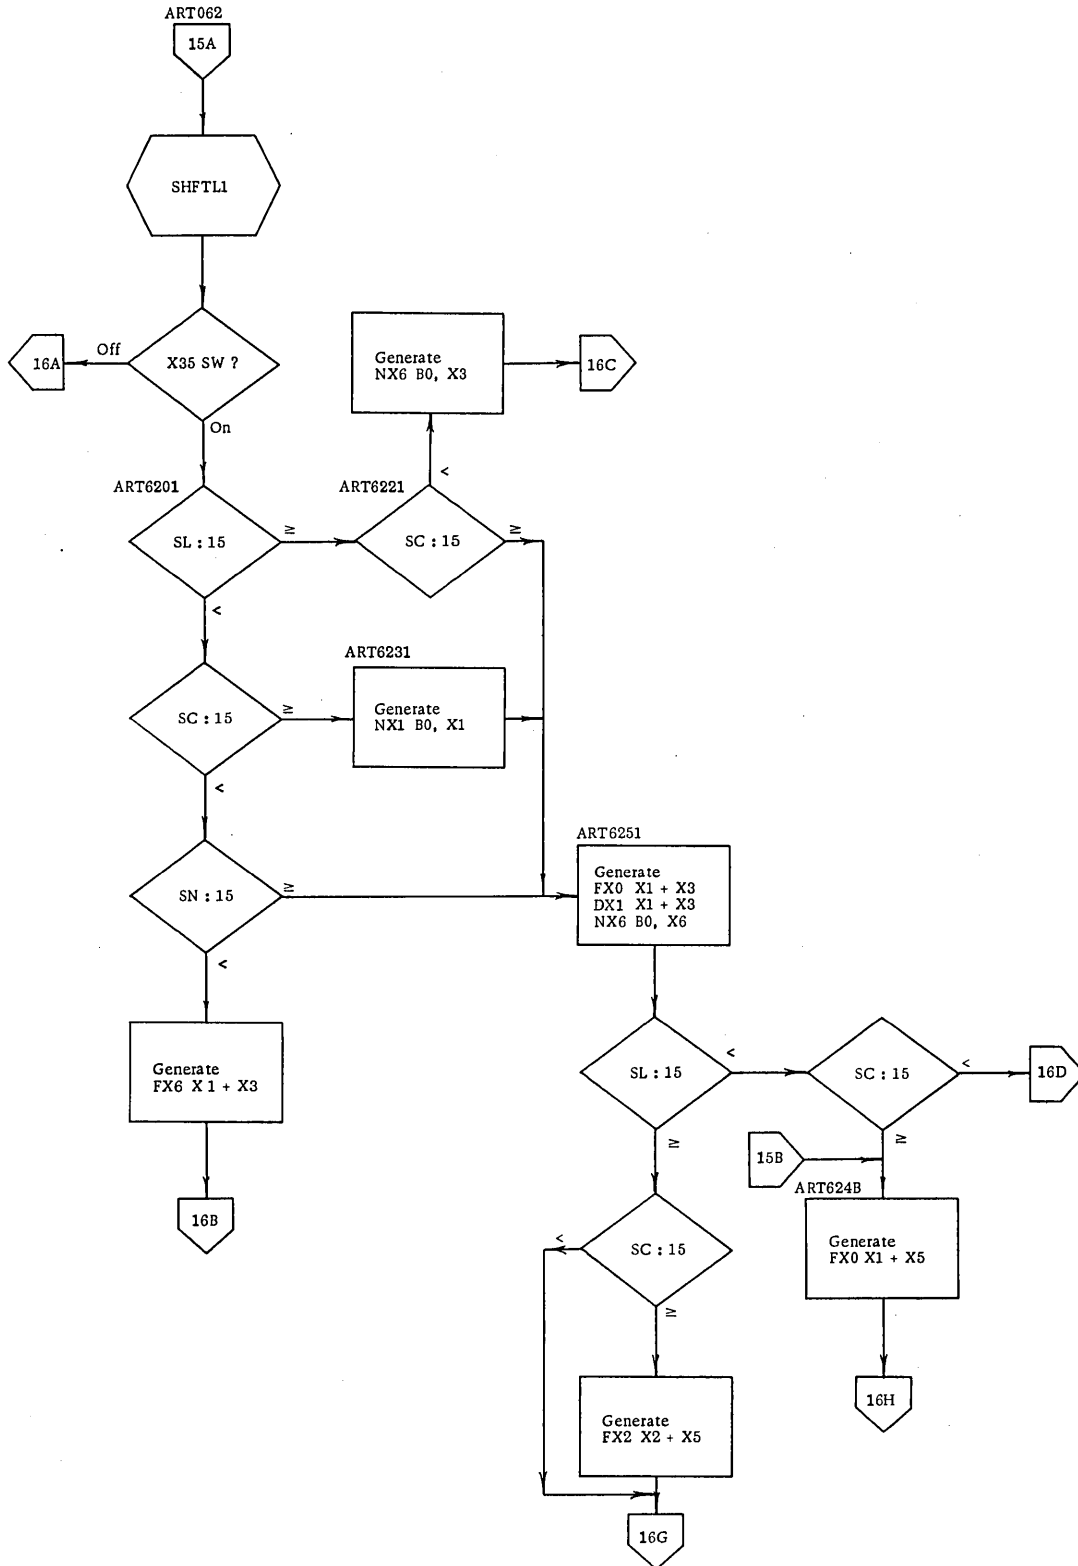 ART062
15A
SHFTL1
X35 SW ?
Off
16A
On
Generate
NX6 B0, X3
16C
<
ART6201
SL : 15
≥
ART6221
SC : 15
≥
<
ART6231
SC : 15
≥
Generate
NX1 B0, X1
<
SN : 15
≥
ART6251
Generate
FX0 X1 + X3
DX1 X1 + X3
NX6 B0, X6
<
Generate
FX6 X 1 + X3
16B
SL : 15
<
SC : 15
<
16D
≥
≥
15B
ART624B
Generate
FX0 X1 + X5
16H
SC : 15
<
≥
Generate
FX2 X2 + X5
16G